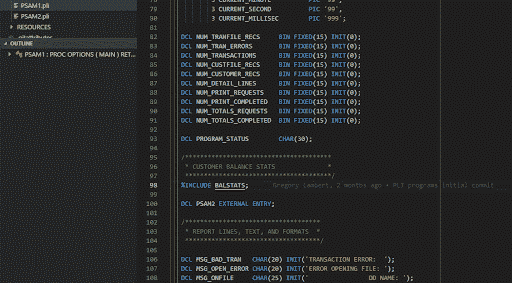 PSAM1.pli
PSAM2.pli
RESOURCES
OUTLINE
PSAM1 : PROC OPTIONS ( MAIN ) RET...
79 3 CURRENT_SECOND PIC '99',
80 3 CURRENT_MILLISEC PIC '999';
81
82 DCL NUM_TRANFILE_RECS BIN FIXED(15) INIT(0);
83 DCL NUM_TRAN_ERRORS BIN FIXED(15) INIT(0);
84 DCL NUM_TRANSACTIONS BIN FIXED(15) INIT(0);
85 DCL NUM_CUSTFILE_RECS BIN FIXED(15) INIT(0);
86 DCL NUM_CUSTOMER_RECS BIN FIXED(15) INIT(0);
87 DCL NUM_DETAIL_LINES BIN FIXED(15) INIT(0);
88 DCL NUM_PRINT_REQUESTS BIN FIXED(15) INIT(0);
89 DCL NUM_PRINT_COMPLETED BIN FIXED(15) INIT(0);
90 DCL NUM_TOTALS_REQUESTS BIN FIXED(15) INIT(0);
91 DCL NUM_TOTALS_COMPLETED BIN FIXED(15) INIT(0);
92
93 DCL PROGRAM_STATUS CHAR(30);
94
95 /****************************************
96 * CUSTOMER BALANCE STATS *
97 ****************************************/
98 %INCLUDE BALSTATS; Gregory Lambert, 2 months ago • PLI programs initial commit
99
100 DCL PSAM2 EXTERNAL ENTRY;
101
102 /*************************************
103 * REPORT LINES, TEXT, AND FORMATS *
104 *************************************/
105
106 DCL MSG_BAD_TRAN CHAR(20) INIT('TRANSACTION ERROR: ');
107 DCL MSG_OPEN_ERROR CHAR(20) INIT('ERROR OPENING FILE: ');
108 DCL MSG_ONFILE CHAR(25) INIT(' DD NAME: ');